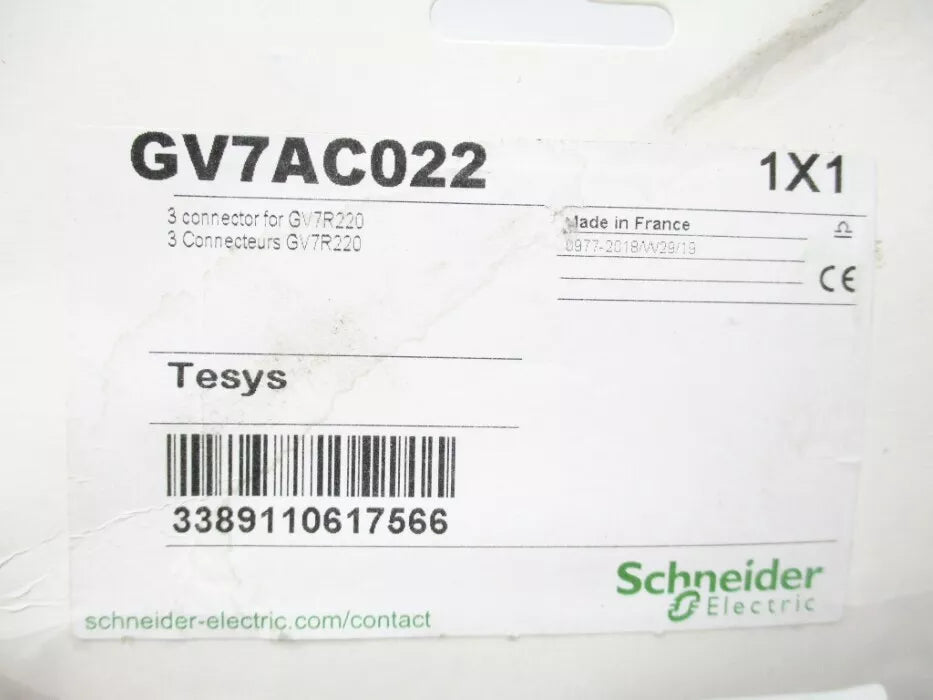 GV7AC022
1X1
3 connector for GV7R220
3 Connecteurs GV7R220
Made in France
0977-2018/W29/19
CE
Tesys
3389110617566
Schneider
Electric
schneider-electric.com/contact